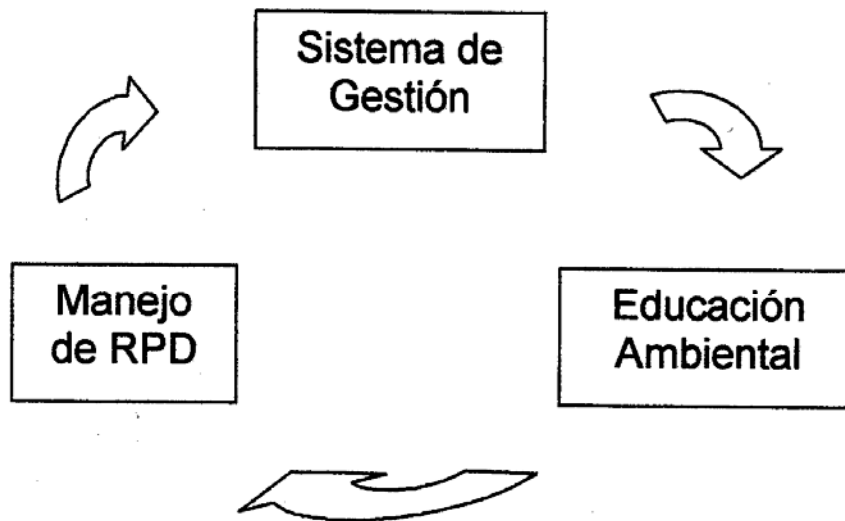 Sistema de
Gestión
Manejo
de RPD
Educación
Ambiental